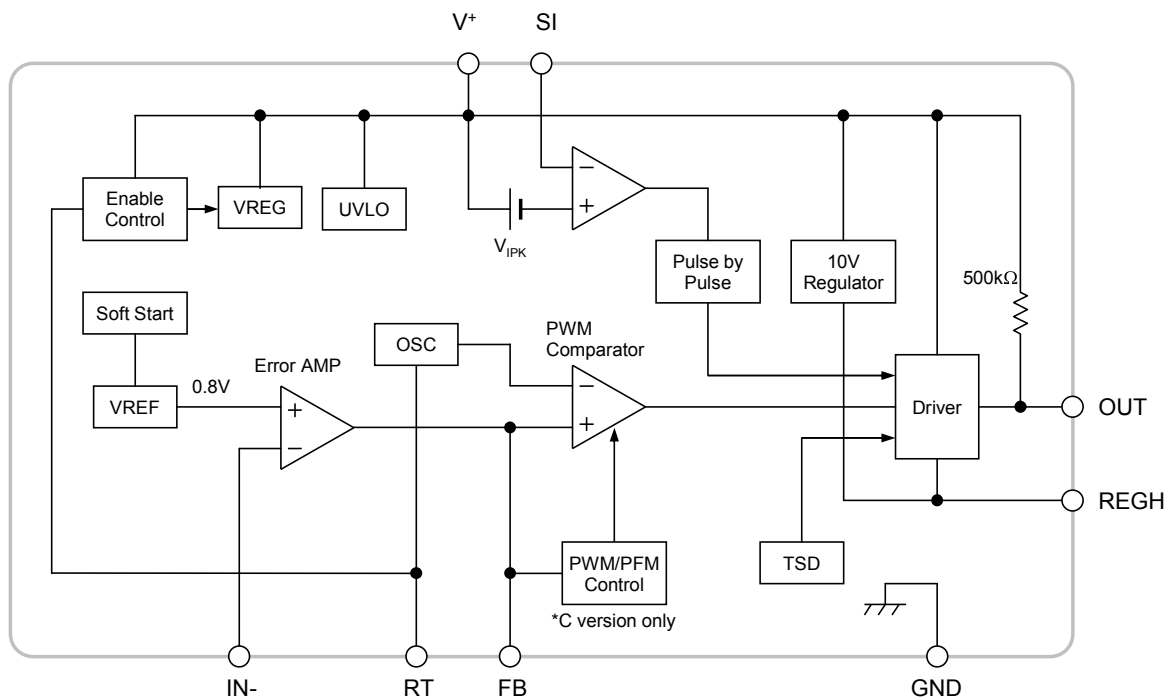 V+ SI
Enable
Control
VREG
UVLO
VIPK
Pulse by
Pulse
10V
Regulator
500kΩ
Soft Start
OSC
PWM
Comparator
Error AMP
0.8V
VREF
+
−
−
+
−
+
Driver
OUT
REGH
PWM/PFM
Control
*C version only
TSD
IN- RT FB GND